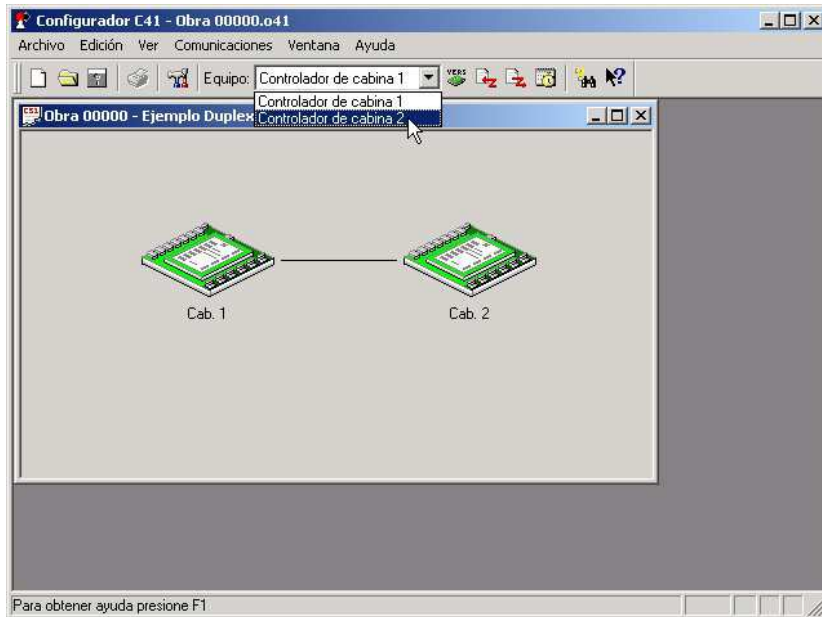 Configurador C41 - Obra 00000.o41
Archivo Edición Ver Comunicaciones Ventana Ayuda
Equipo: Controlador de cabina 1
VERS
Controlador de cabina 1
Controlador de cabina 2
Obra 00000 - Ejemplo Duplex
Cab. 1
Cab. 2
Para obtener ayuda presione F1